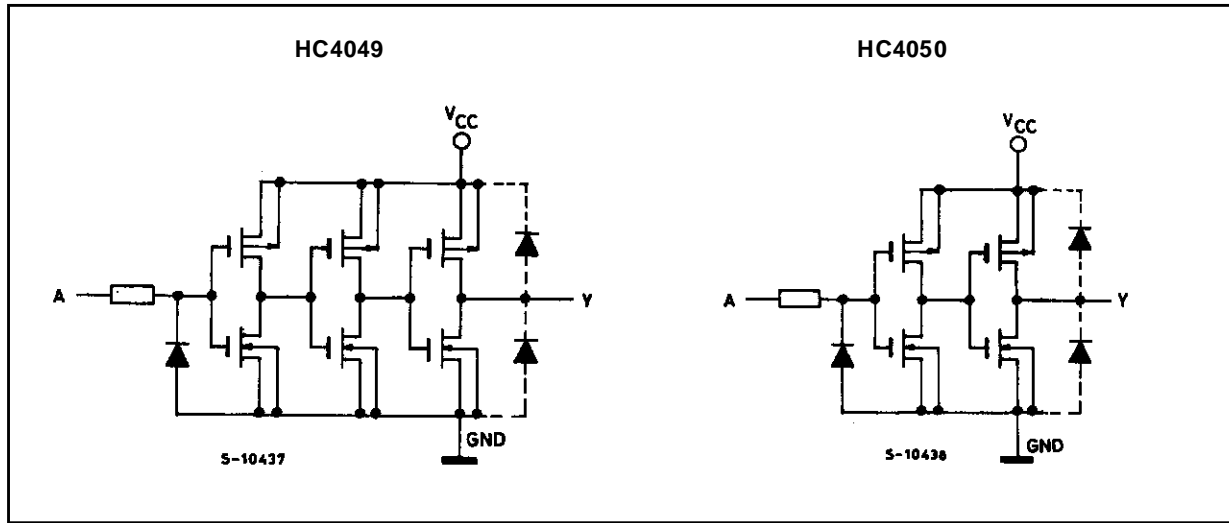 HC4049
HC4050
VCC
A
Y
GND
S-10437
VCC
A
Y
GND
S-10438